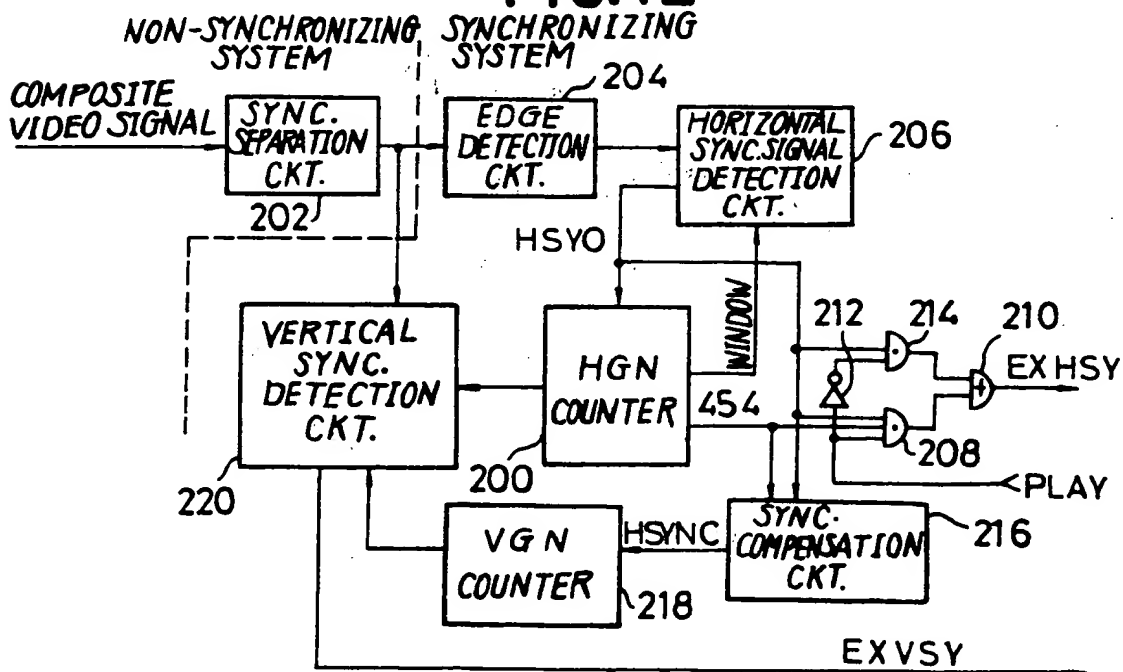 NON-SYNCHRONIZING
SYSTEM
SYNCHRONIZING
SYSTEM
COMPOSITE
VIDEO SIGNAL
SYNC.
SEPARATION
CKT.
202
204
EDGE
DETECTION
CKT.
HORIZONTAL
SYNC. SIGNAL
DETECTION
CKT.
206
HSYO
WINDOW
VERTICAL
SYNC.
DETECTION
CKT.
220
HGN
COUNTER
200
454
212
214
210
EXHSY
208
PLAY
SYNC.
COMPENSATION
CKT.
216
HSYNC
VGN
COUNTER
218
EXVSY